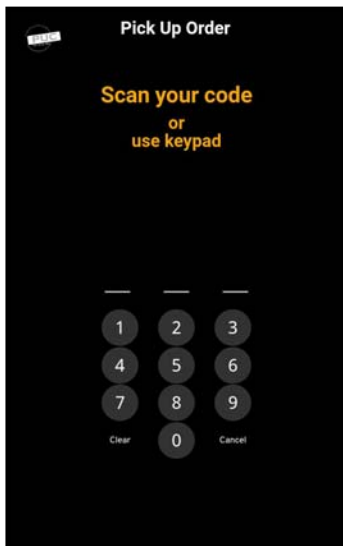 PUC
Pick Up Order
Scan your code
or
use keypad
1 2 3
4 5 6
7 8 9
Clear 0 Cancel